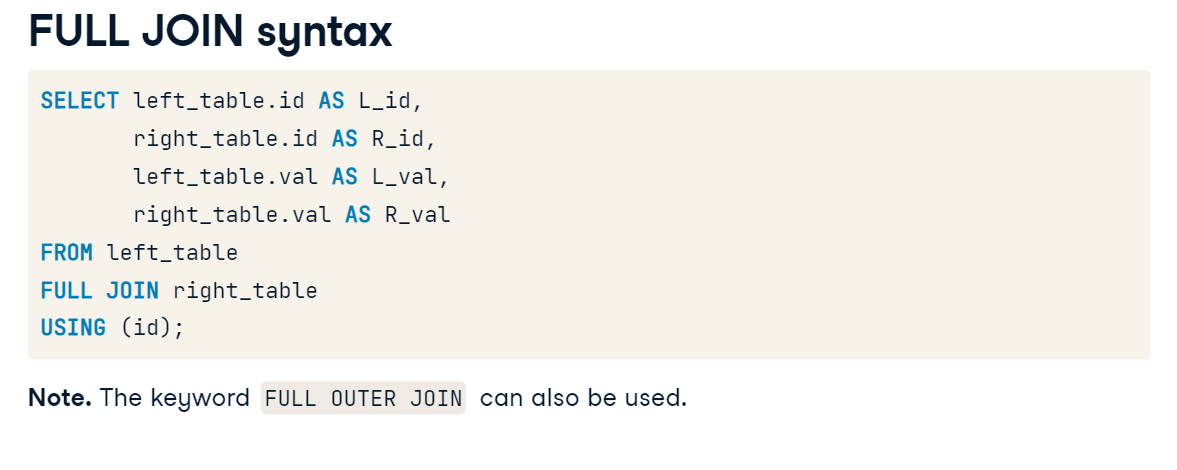 FULL JOIN syntax
SELECT left_table.id AS L_id,
       right_table.id AS R_id,
       left_table.val AS L_val,
       right_table.val AS R_val
FROM left_table
FULL JOIN right_table
USING (id);
Note. The keyword FULL OUTER JOIN can also be used.